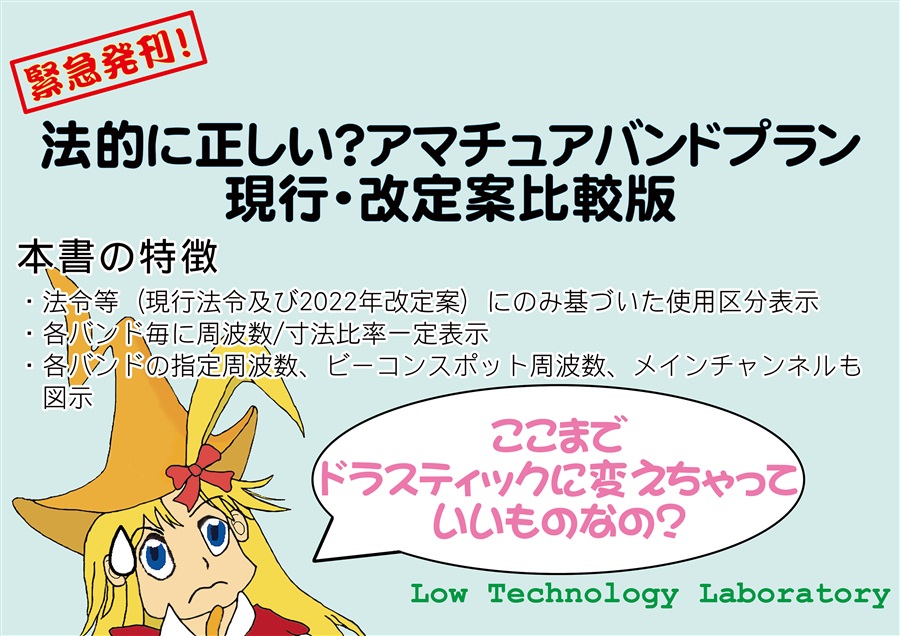 緊急発刊!
法的に正しい?アマチュアバンドプラン
現行・改定案比較版
本書の特徴
・法令等（現行法令及び2022年改定案）にのみ基づいた使用区分表示
・各バンド毎に周波数/寸法比率一定表示
・各バンドの指定周波数、ビーコンスポット周波数、メインチャンネルも
図示
ここまで
ドラスティックに変えちゃって
いいものなの?
Low Technology Laboratory